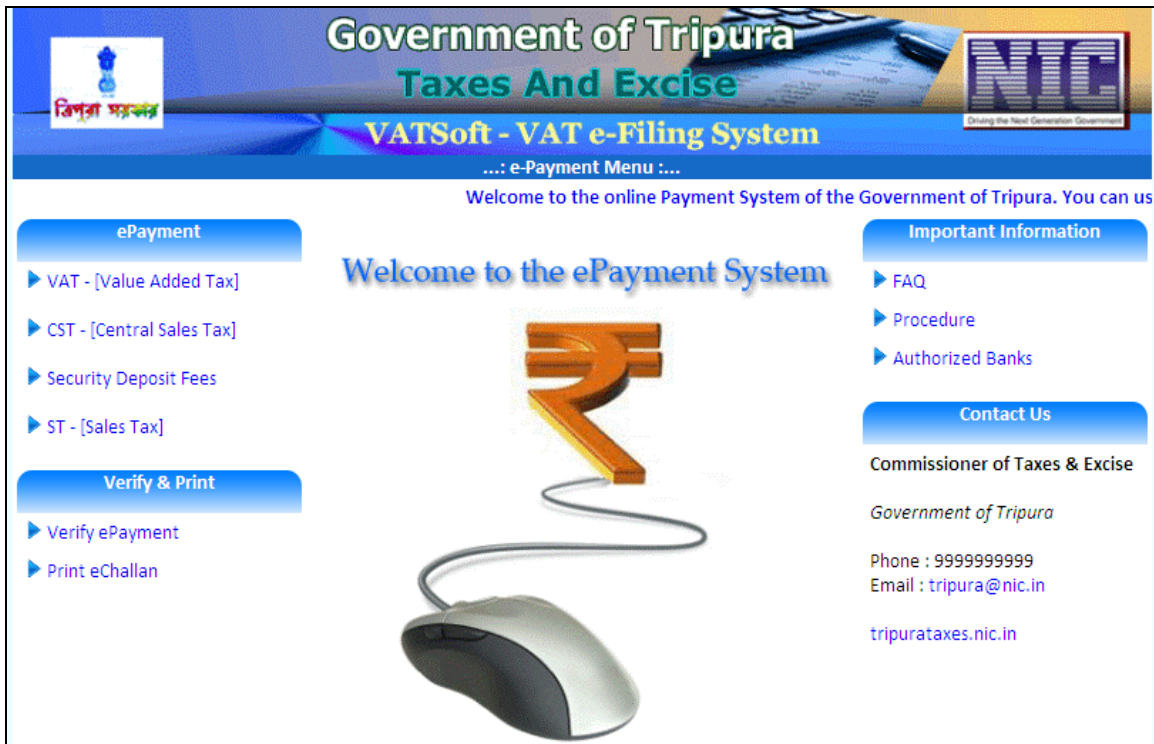 Government of Tripura
Taxes And Excise
ত্রিপুরা সরকার
NIC
Driving the Next Generation Government
VATSoft - VAT e-Filing System
...: e-Payment Menu :...
Welcome to the online Payment System of the Government of Tripura. You can us
ePayment
VAT - [Value Added Tax]
CST - [Central Sales Tax]
Security Deposit Fees
ST - [Sales Tax]
Verify & Print
Verify ePayment
Print eChallan
Welcome to the ePayment System
Important Information
FAQ
Procedure
Authorized Banks
Contact Us
Commissioner of Taxes & Excise
Government of Tripura
Phone : 9999999999
Email : tripura@nic.in
tripurataxes.nic.in